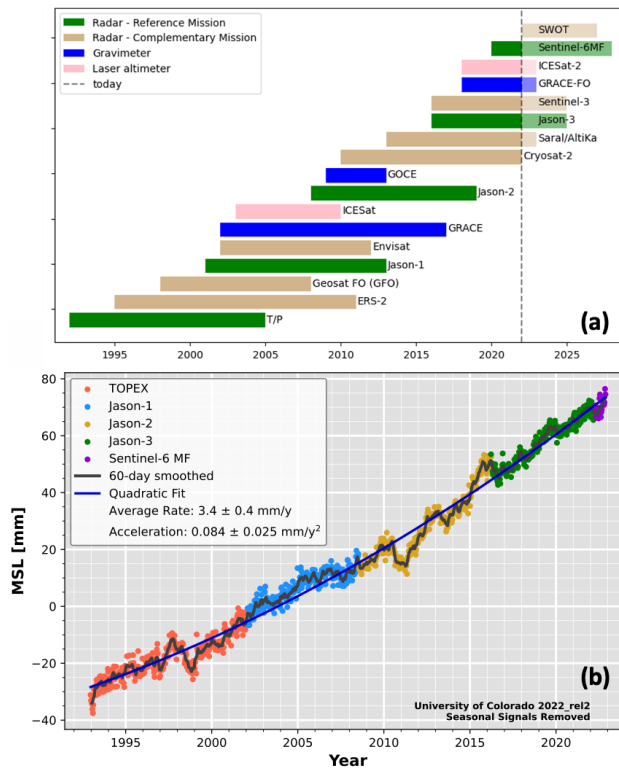 Radar - Reference Mission
Radar - Complementary Mission
Gravimeter
Laser altimeter
today
SWOT
Sentinel-6MF
ICESat-2
GRACE-FO
Sentinel-3
Jason-3
Saral/AltiKa
Cryosat-2
GOCE
Jason-2
ICESat
GRACE
Envisat
Jason-1
Geosat FO (GFO)
ERS-2
T/P
(a)
1995 2000 2005 2010 2015 2020 2025
TOPEX
Jason-1
Jason-2
Jason-3
Sentinel-6 MF
60-day smoothed
Quadratic Fit
Average Rate: 3.4 ± 0.4 mm/y
Acceleration: 0.084 ± 0.025 mm/y²
MSL [mm]
80
60
40
20
0
−20
−40
(b)
University of Colorado 2022_rel2
Seasonal Signals Removed
1995 2000 2005 2010 2015 2020
Year